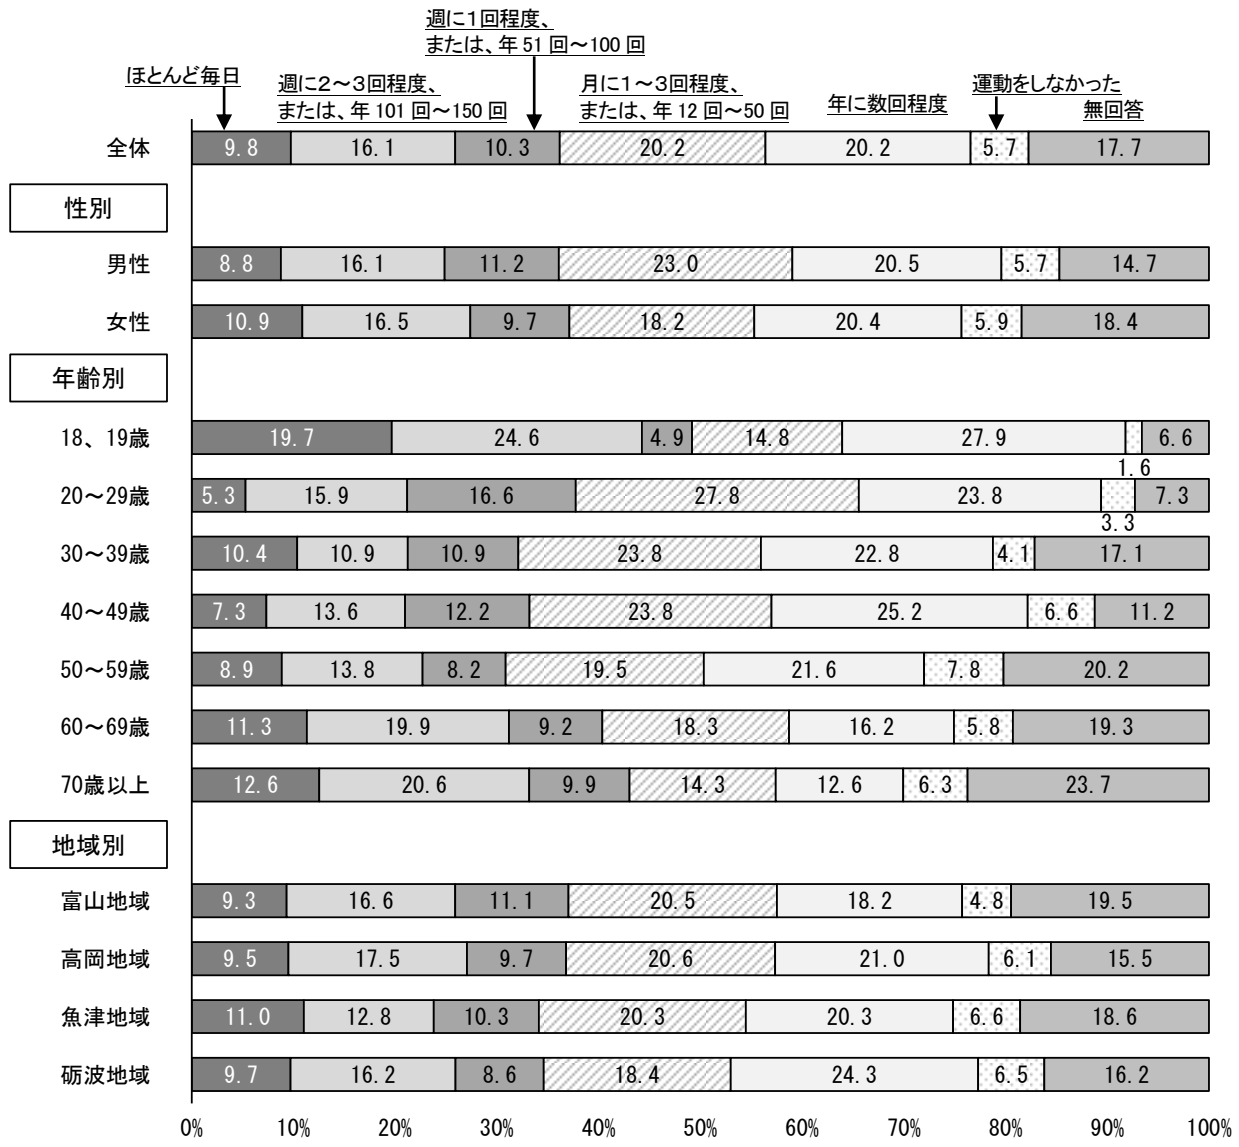 週に１回程度、
または、年 51 回～100 回
ほとんど毎日
週に２～３回程度、
または、年 101 回～150 回
月に１～３回程度、
または、年 12 回～50 回
年に数回程度
運動をしなかった
無回答
全体 9.8 16.1 10.3 20.2 20.2 5.7 17.7
性別
男性 8.8 16.1 11.2 23.0 20.5 5.7 14.7
女性 10.9 16.5 9.7 18.2 20.4 5.9 18.4
年齢別
18、19歳 19.7 24.6 4.9 14.8 27.9 6.6
1.6
20～29歳 5.3 15.9 16.6 27.8 23.8 7.3
3.3
30～39歳 10.4 10.9 10.9 23.8 22.8 4.1 17.1
40～49歳 7.3 13.6 12.2 23.8 25.2 6.6 11.2
50～59歳 8.9 13.8 8.2 19.5 21.6 7.8 20.2
60～69歳 11.3 19.9 9.2 18.3 16.2 5.8 19.3
70歳以上 12.6 20.6 9.9 14.3 12.6 6.3 23.7
地域別
富山地域 9.3 16.6 11.1 20.5 18.2 4.8 19.5
高岡地域 9.5 17.5 9.7 20.6 21.0 6.1 15.5
魚津地域 11.0 12.8 10.3 20.3 20.3 6.6 18.6
砺波地域 9.7 16.2 8.6 18.4 24.3 6.5 16.2
0% 10% 20% 30% 40% 50% 60% 70% 80% 90% 100%